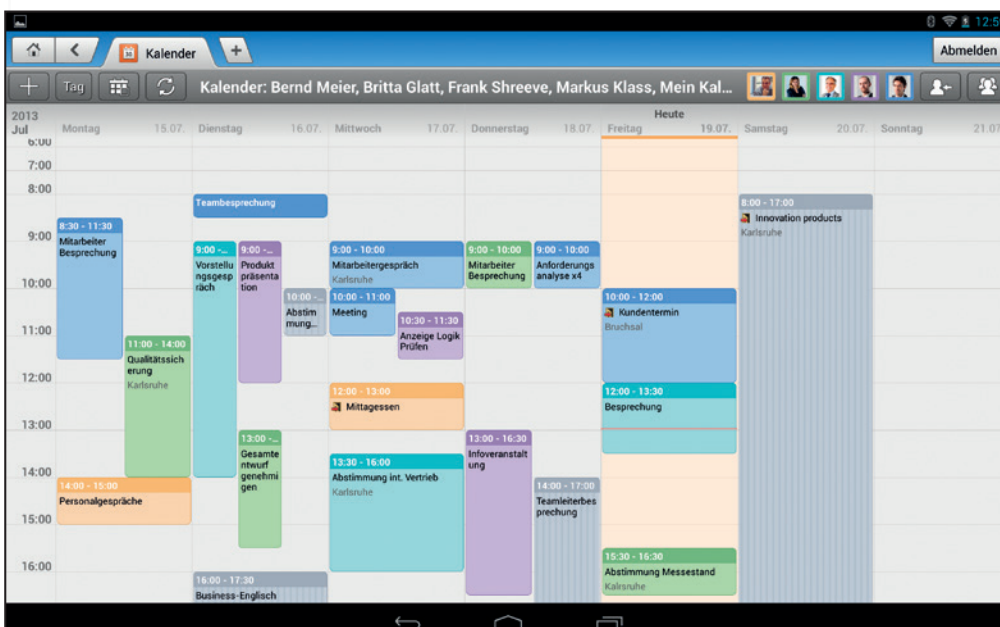 12:5
Kalender
Abmelden
Tag
Kalender: Bernd Meier, Britta Glatt, Frank Shreeve, Markus Klass, Mein Kal...
2013
Jul
Heute
Montag 15.07.
Dienstag 16.07.
Mittwoch 17.07.
Donnerstag 18.07.
Freitag 19.07.
Samstag 20.07.
Sonntag 21.07
6:00
7:00
8:00
9:00
10:00
11:00
12:00
13:00
14:00
15:00
16:00
8:30 - 11:30
Mitarbeiter
Besprechung
11:00 - 14:00
Qualitätssich
erung
Karlsruhe
14:00 - 15:00
Personalgespräche
Teambesprechung
9:00 -...
Vorstellu
ngsgesp
räch
9:00 -...
Produkt
präsenta
tion
10:00 -...
Abstim
mung...
13:00 -...
Gesamte
ntwurf
genehmi
gen
16:00 - 17:30
Business-Englisch
9:00 - 10:00
Mitarbeitergespräch
Karlsruhe
10:00 - 11:00
Meeting
10:30 - 11:30
Anzeige Logik
Prüfen
12:00 - 13:00
Mittagessen
13:30 - 16:00
Abstimmung int. Vertrieb
Karlsruhe
9:00 - 10:00
Mitarbeiter
Besprechung
9:00 - 10:00
Anforderungs
analyse x4
13:00 - 16:30
Infoveranstalt
ung
14:00 - 17:00
Teamleiterbes
prechung
10:00 - 12:00
Kundentermin
Bruchsal
12:00 - 13:30
Besprechung
15:30 - 16:30
Abstimmung Messestand
Kalrsruhe
8:00 - 17:00
Innovation products
Karlsruhe